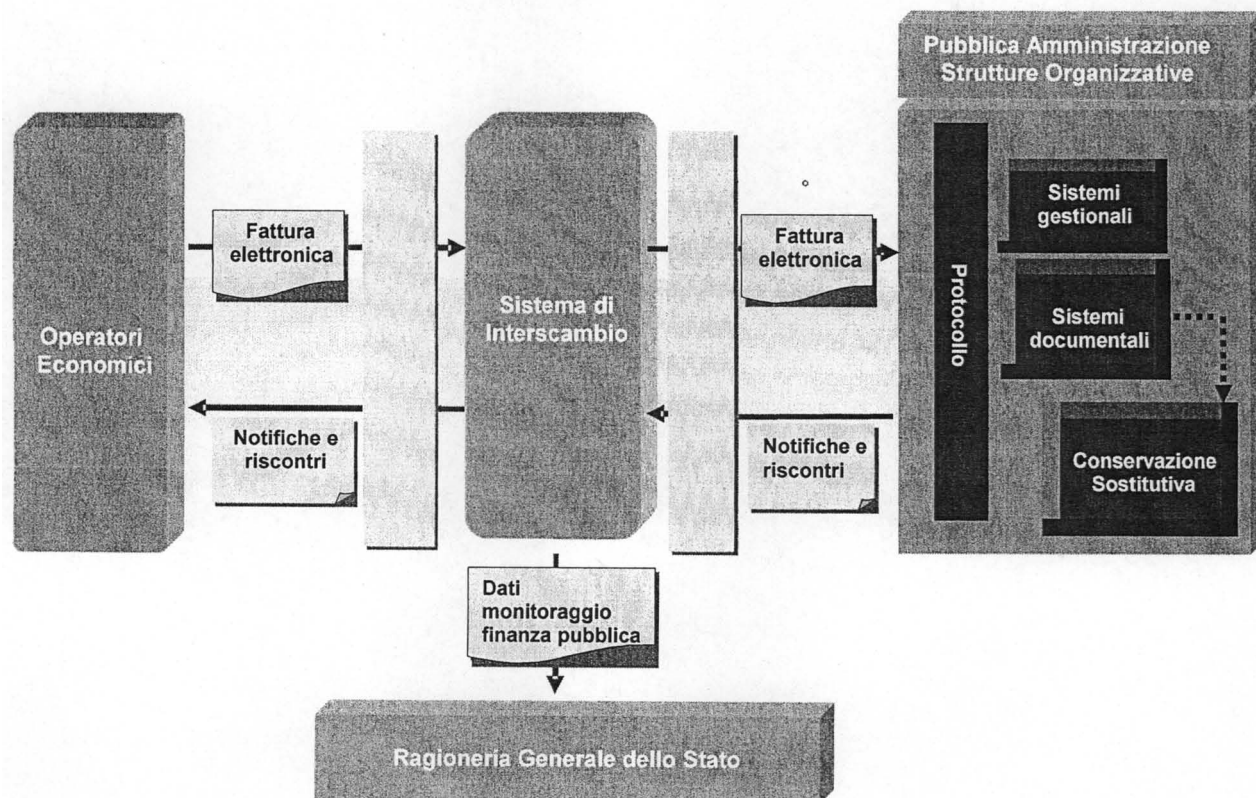 Pubblica Amministrazione
Strutture Organizzative
Operatori
Economici
Fattura
elettronica
Notifiche e
riscontri
Sistema di
Interscambio
Fattura
elettronica
Notifiche e
riscontri
Protocollo
Sistemi
gestionali
Sistemi
documentali
Conservazione
Sostitutiva
Dati
monitoraggio
finanza pubblica
Ragioneria Generale dello Stato